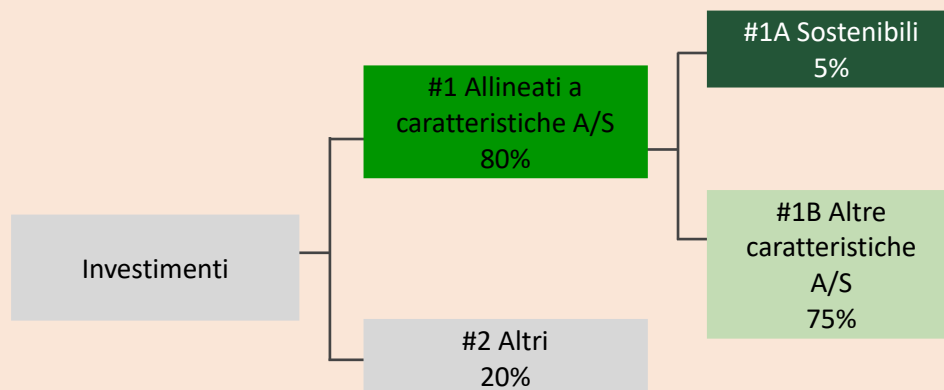 Investimenti
#1 Allineati a
caratteristiche A/S
80%
#2 Altri
20%
#1A Sostenibili
5%
#1B Altre
caratteristiche
A/S
75%